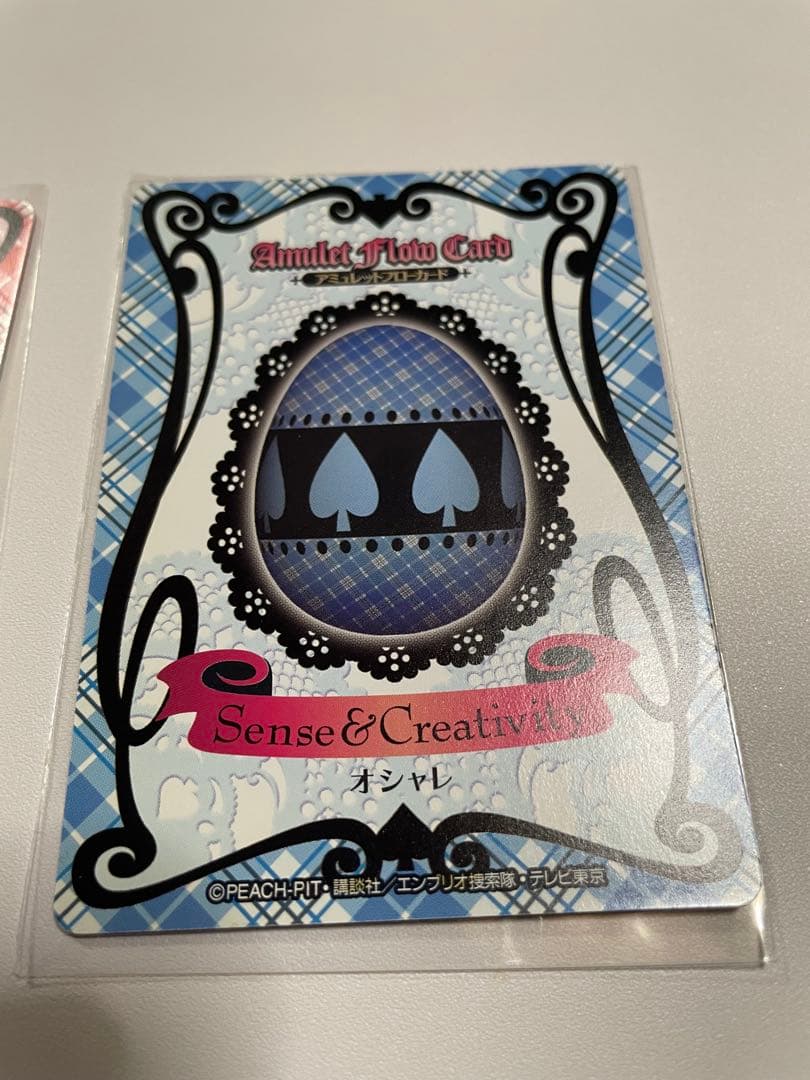 Amulet Flow Card
アミュレットフローカード
Sense & Creativity
オシャレ
©PEACH-PIT・講談社／エンブリオ捜索隊・テレビ東京